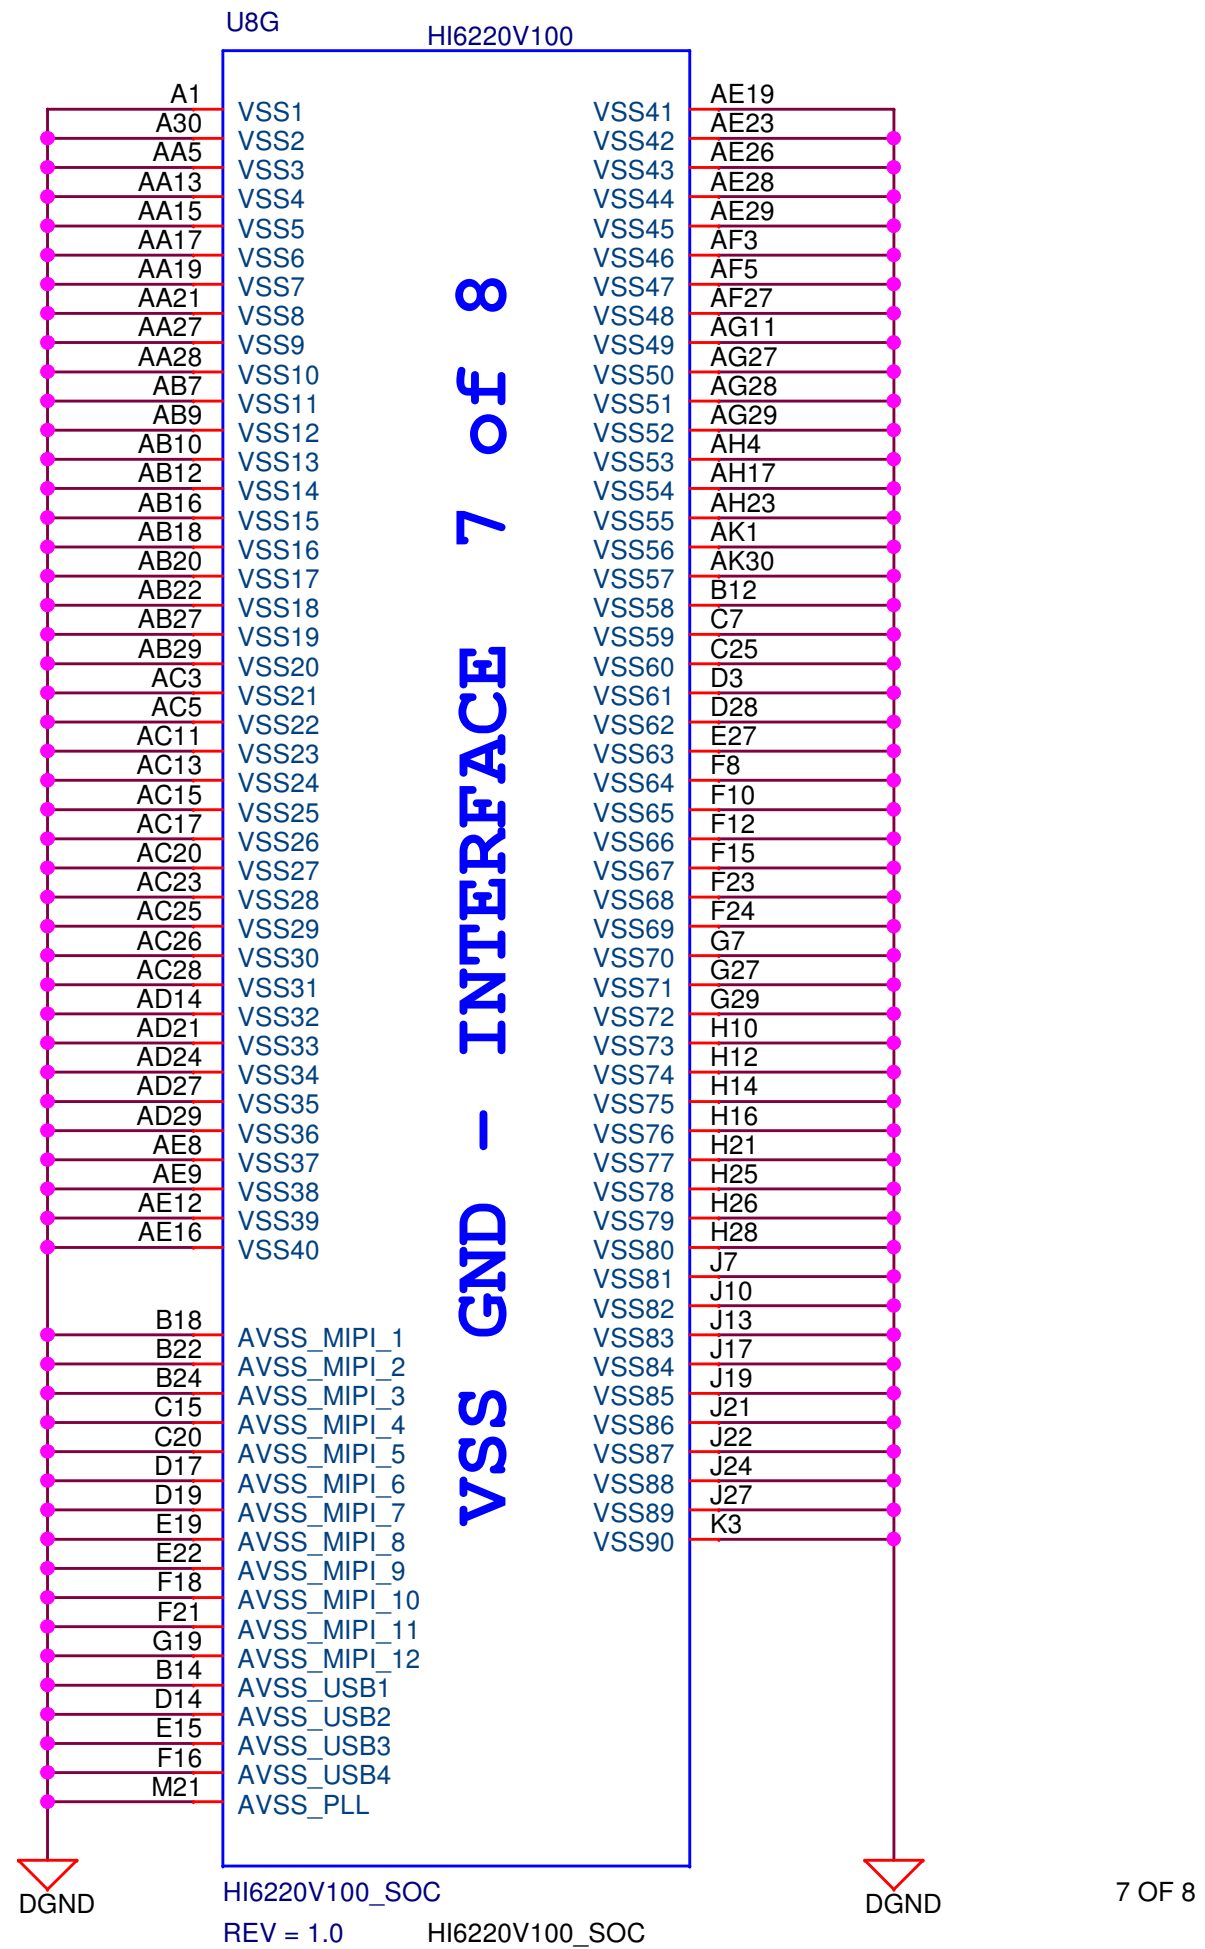 U8G
HI6220V100
A1 VSS1 VSS41 AE19
A30 VSS2 VSS42 AE23
AA5 VSS3 VSS43 AE26
AA13 VSS4 VSS44 AE28
AA15 VSS5 VSS45 AE29
AA17 VSS6 VSS46 AF3
AA19 VSS7 VSS47 AF5
AA21 VSS8 VSS48 AF27
AA27 VSS9 VSS49 AG11
AA28 VSS10 VSS50 AG27
AB7 VSS11 VSS51 AG28
AB9 VSS12 VSS52 AG29
AB10 VSS13 VSS53 AH4
AB12 VSS14 VSS54 AH17
AB16 VSS15 VSS55 AH23
AB18 VSS16 VSS56 AK1
AB20 VSS17 VSS57 AK30
AB22 VSS18 VSS58 B12
AB27 VSS19 VSS59 C7
AB29 VSS20 VSS60 C25
AC3 VSS21 VSS61 D3
AC5 VSS22 VSS62 D28
AC11 VSS23 VSS63 E27
AC13 VSS24 VSS64 F8
AC15 VSS25 VSS65 F10
AC17 VSS26 VSS66 F12
AC20 VSS27 VSS67 F15
AC23 VSS28 VSS68 F23
AC25 VSS29 VSS69 F24
AC26 VSS30 VSS70 G7
AC28 VSS31 VSS71 G27
AD14 VSS32 VSS72 G29
AD21 VSS33 VSS73 H10
AD24 VSS34 VSS74 H12
AD27 VSS35 VSS75 H14
AD29 VSS36 VSS76 H16
AE8 VSS37 VSS77 H21
AE9 VSS38 VSS78 H25
AE12 VSS39 VSS79 H26
AE16 VSS40 VSS80 H28
VSS81 J7
VSS82 J10
B18 AVSS_MIPI_1 VSS83 J13
B22 AVSS_MIPI_2 VSS84 J17
B24 AVSS_MIPI_3 VSS85 J19
C15 AVSS_MIPI_4 VSS86 J21
C20 AVSS_MIPI_5 VSS87 J22
D17 AVSS_MIPI_6 VSS88 J24
D19 AVSS_MIPI_7 VSS89 J27
E19 AVSS_MIPI_8 VSS90 K3
E22 AVSS_MIPI_9
F18 AVSS_MIPI_10
F21 AVSS_MIPI_11
G19 AVSS_MIPI_12
B14 AVSS_USB1
D14 AVSS_USB2
E15 AVSS_USB3
F16 AVSS_USB4
M21 AVSS_PLL
VSS GND - INTERFACE 7 of 8
DGND
HI6220V100_SOC
DGND
7 OF 8
REV = 1.0
HI6220V100_SOC